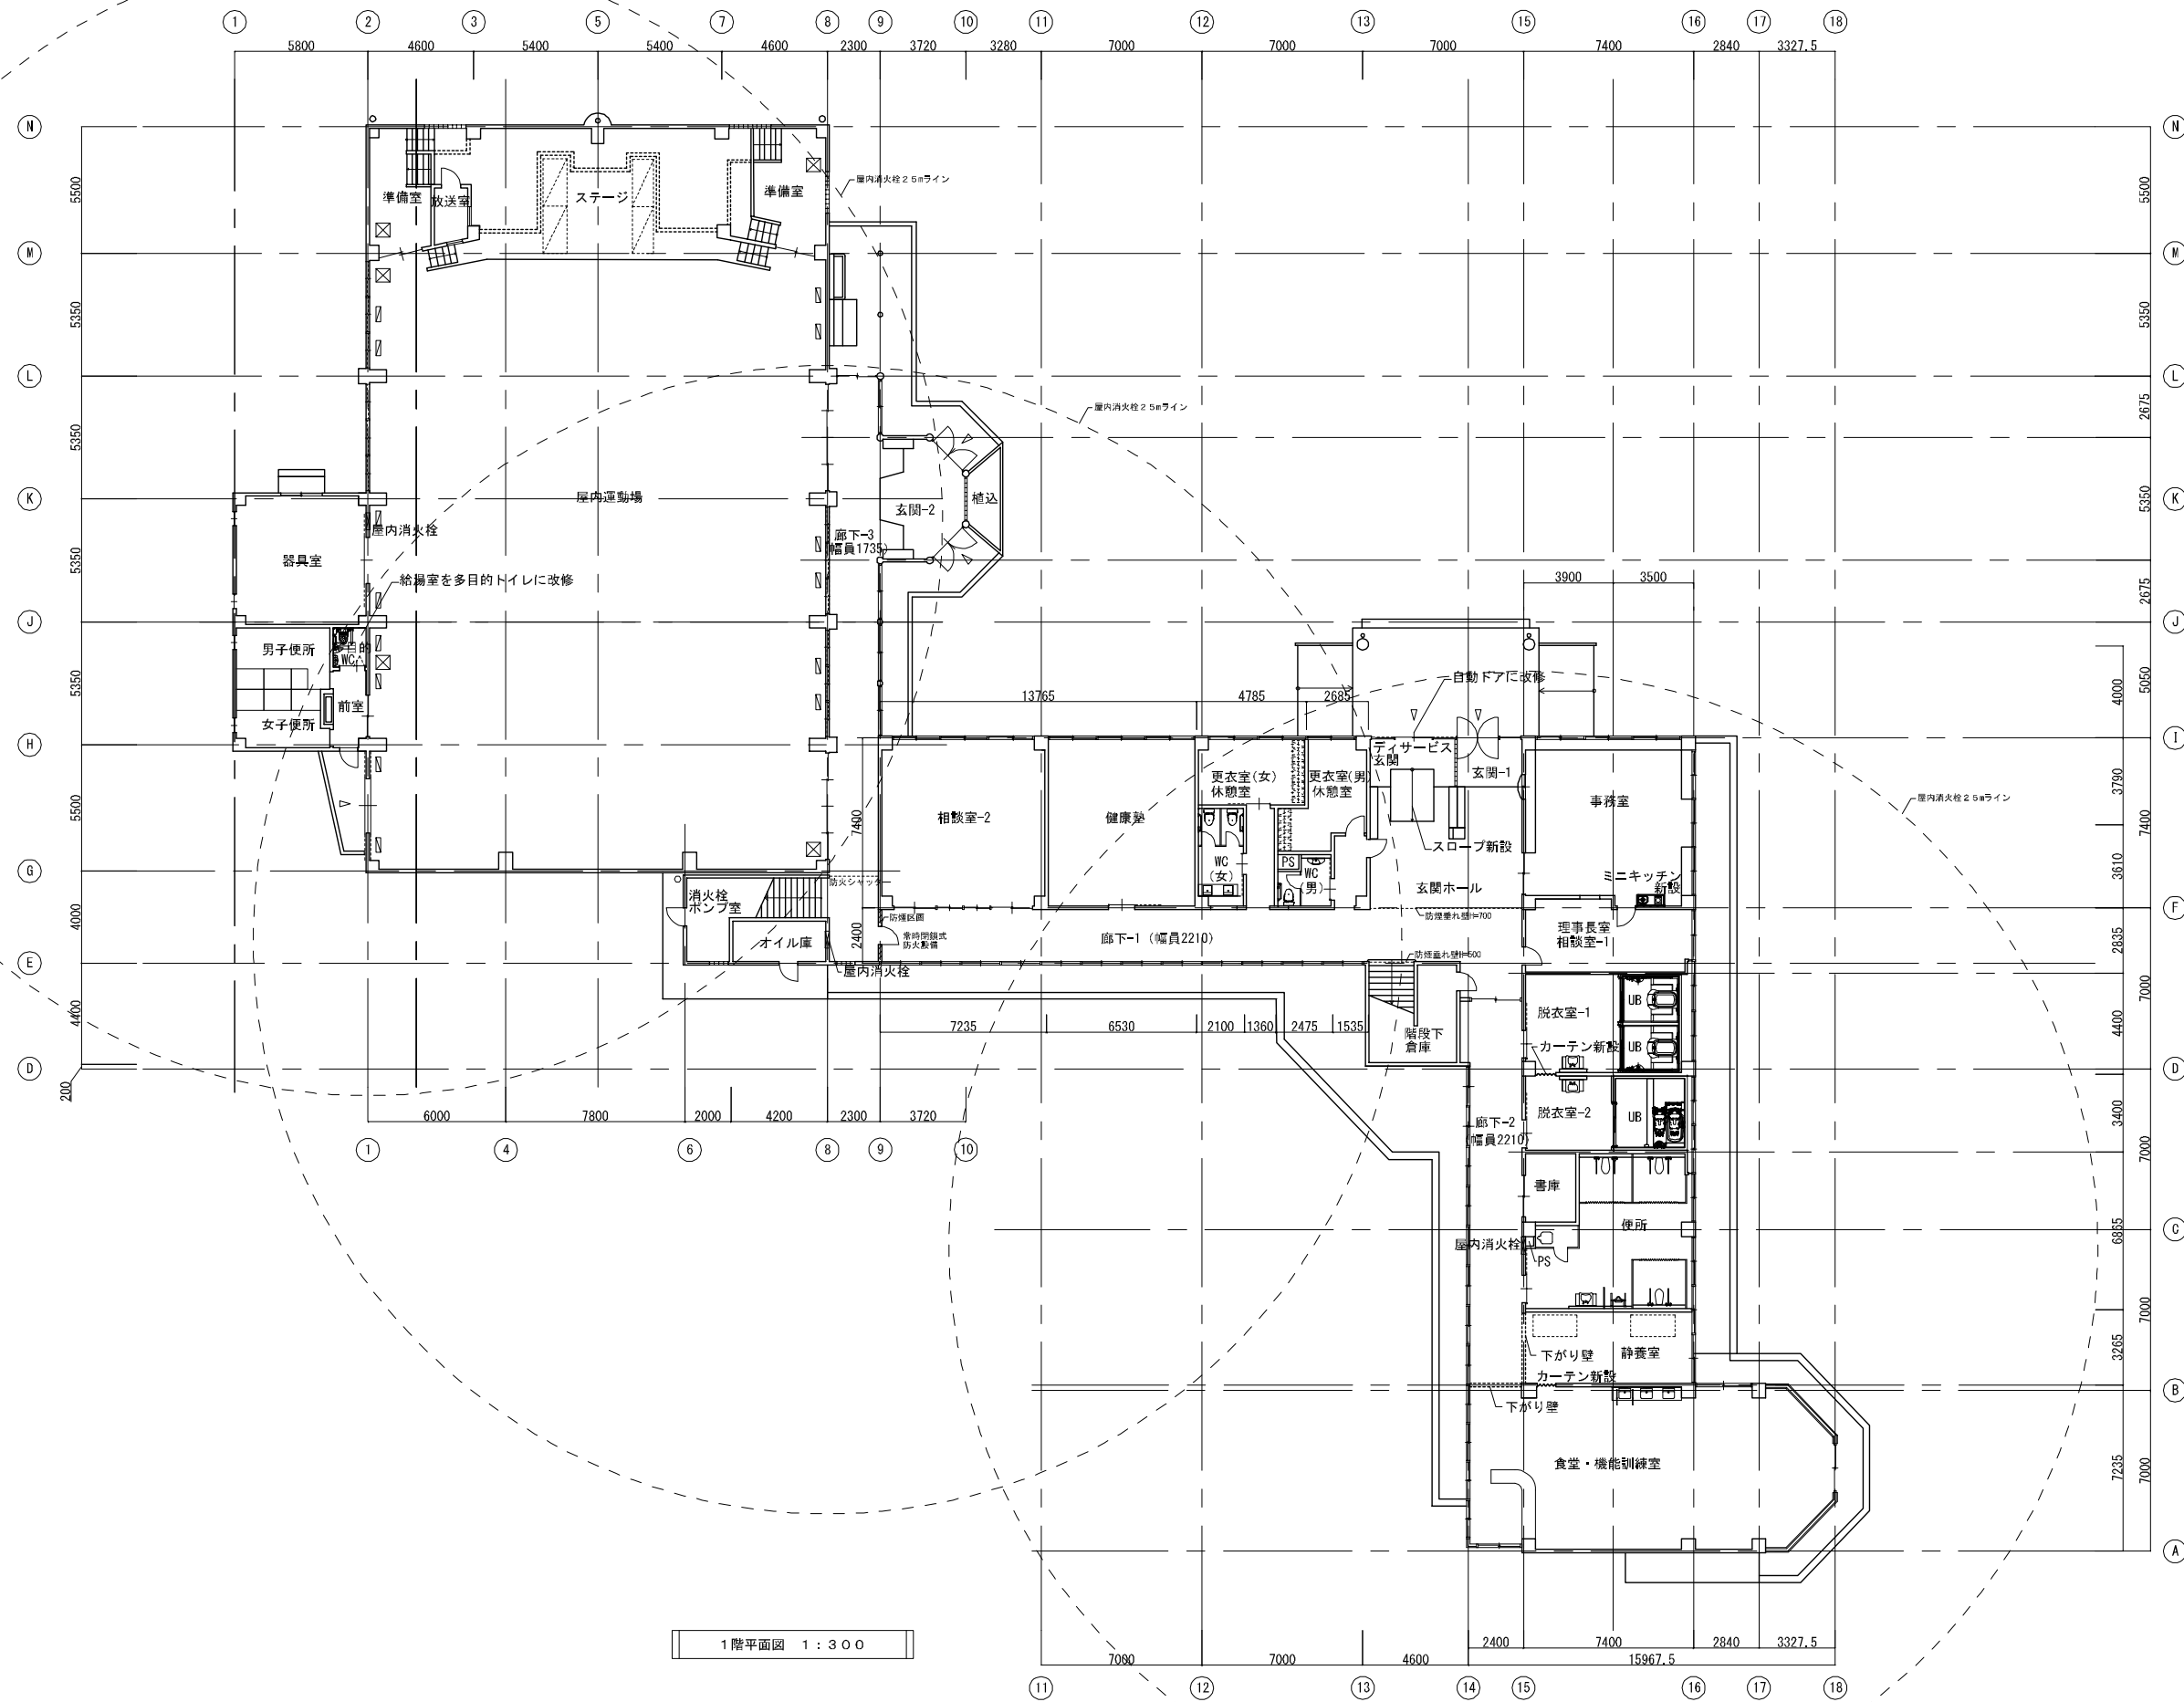 1 2 3 5 7 8 9 10 11 12 13 15 16 17 18
5800 4600 5400 5400 4600 2300 3720 3280 7000 7000 7000 7400 2840 3327.5
N N
5500 5500
準備室 放送室 ステージ 準備室
屋内消火栓25mライン
M M
5350 5350
L L
2675
屋内消火栓25mライン
5350 5350
K K
屋内運動場
玄関-2
植込
屋内消火栓
廊下-3
(幅員1735)
器具室
5350
給湯室を多目的トイレに改修
3900 3500
2675
J J
男子便所
目的
WC
5350
前室
女子便所
自動ドアに改修
13765 4785 2685
4000 5050
H I
ディサービス
玄関
玄関-1
更衣室(女)
休憩室
更衣室(男)
休憩室
事務室
3790
5500
相談室-2
健康塾
7400
7400
スロープ新設
WC
(女)
PS
WC
(男)
玄関ホール
ミニキッチン
新設
3610
G
防火シャッター
消火栓
ポンプ室
防煙区画
防煙垂れ壁H=700
F
4000
オイル庫
常時閉鎖式
防火設備
2400
廊下-1 (幅員2210)
理事長室
相談室-1
2835
防煙垂れ壁H=500
E E
屋内消火栓
4400
7000
脱衣室-1
UB
4400
7235 6530 2100 1360 2475 1535
階段下
倉庫
カーテン新設
UB
D D
200
6000 7800 2000 4200 2300 3720
脱衣室-2
UB
3400
廊下-2
(幅員2210)
1 4 6 8 9 10
7000
書庫
便所
C
屋内消火栓
PS
6865
7000
下がり壁
静養室
3265
カーテン新設
B
下がり壁
食堂・機能訓練室
7235 7000
A
1階平面図 1:300
2400 7400 2840 3327.5
7000 7000 4600 15967.5
11 12 13 14 15 16 17 18